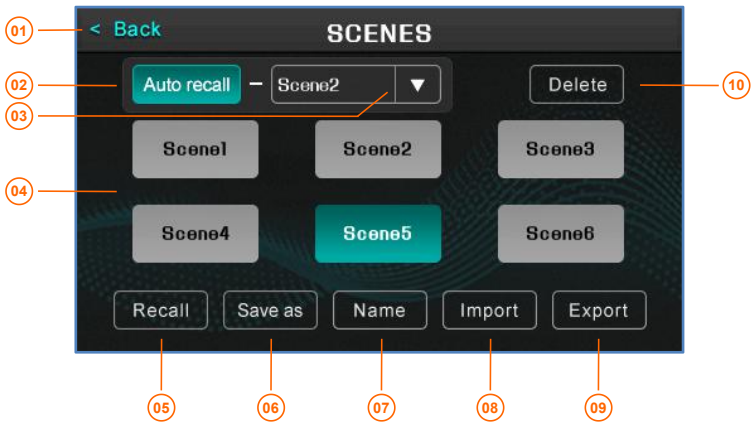 01 < Back SCENES
02 Auto recall – Scene2 ▼ Delete 10
03
Scene1 Scene2 Scene3
04
Scene4 Scene5 Scene6
Recall Save as Name Import Export
05 06 07 08 09